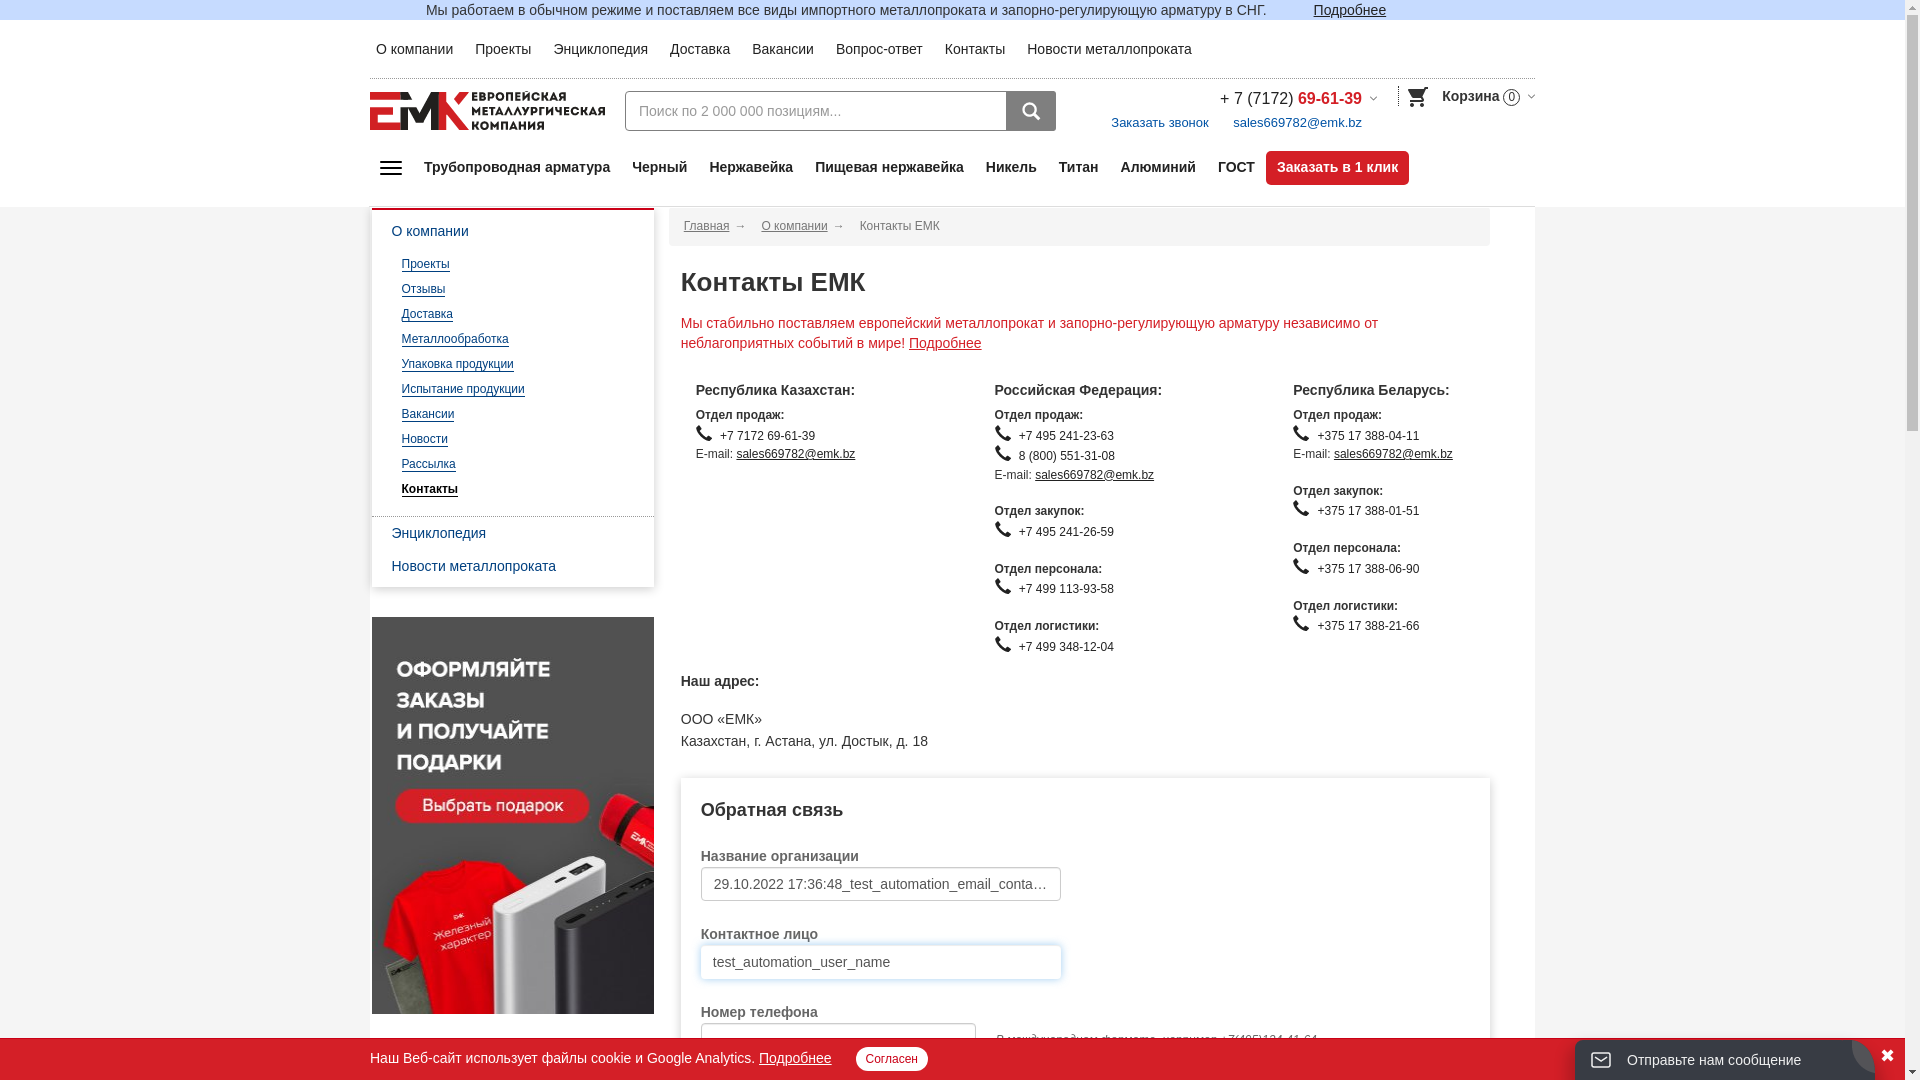 Мы работаем в обычном режиме и поставляем все виды импортного металлопроката и запорно-регулирующую арматуру в СНГ. Подробнее
О компании Проекты Энциклопедия Доставка Вакансии Вопрос-ответ Контакты Новости металлопроката
ЕМК ЕВРОПЕЙСКАЯ
МЕТАЛЛУРГИЧЕСКАЯ
КОМПАНИЯ
Поиск по 2 000 000 позициям...
+ 7 (7172) 69-61-39
Заказать звонок sales669782@emk.bz
Корзина 0
Трубопроводная арматура Черный Нержавейка Пищевая нержавейка Никель Титан Алюминий ГОСТ Заказать в 1 клик
О компании
Проекты
Отзывы
Доставка
Металлообработка
Упаковка продукции
Испытание продукции
Вакансии
Новости
Рассылка
Контакты
Энциклопедия
Новости металлопроката
ОФОРМЛЯЙТЕ
ЗАКАЗЫ
И ПОЛУЧАЙТЕ
ПОДАРКИ
Выбрать подарок
ЕМК
ЕМК
Железный
характер
Главная → О компании → Контакты ЕМК
Контакты ЕМК
Мы стабильно поставляем европейский металлопрокат и запорно-регулирующую арматуру независимо от
неблагоприятных событий в мире! Подробнее
Республика Казахстан:
Отдел продаж:
+7 7172 69-61-39
E-mail: sales669782@emk.bz
Российская Федерация:
Отдел продаж:
+7 495 241-23-63
8 (800) 551-31-08
E-mail: sales669782@emk.bz
Отдел закупок:
+7 495 241-26-59
Отдел персонала:
+7 499 113-93-58
Отдел логистики:
+7 499 348-12-04
Республика Беларусь:
Отдел продаж:
+375 17 388-04-11
E-mail: sales669782@emk.bz
Отдел закупок:
+375 17 388-01-51
Отдел персонала:
+375 17 388-06-90
Отдел логистики:
+375 17 388-21-66
Наш адрес:
ООО «ЕМК»
Казахстан, г. Астана, ул. Достык, д. 18
Обратная связь
Название организации
29.10.2022 17:36:48_test_automation_email_conta…
Контактное лицо
test_automation_user_name
Номер телефона
Наш Веб-сайт использует файлы cookie и Google Analytics. Подробнее Согласен
Отправьте нам сообщение